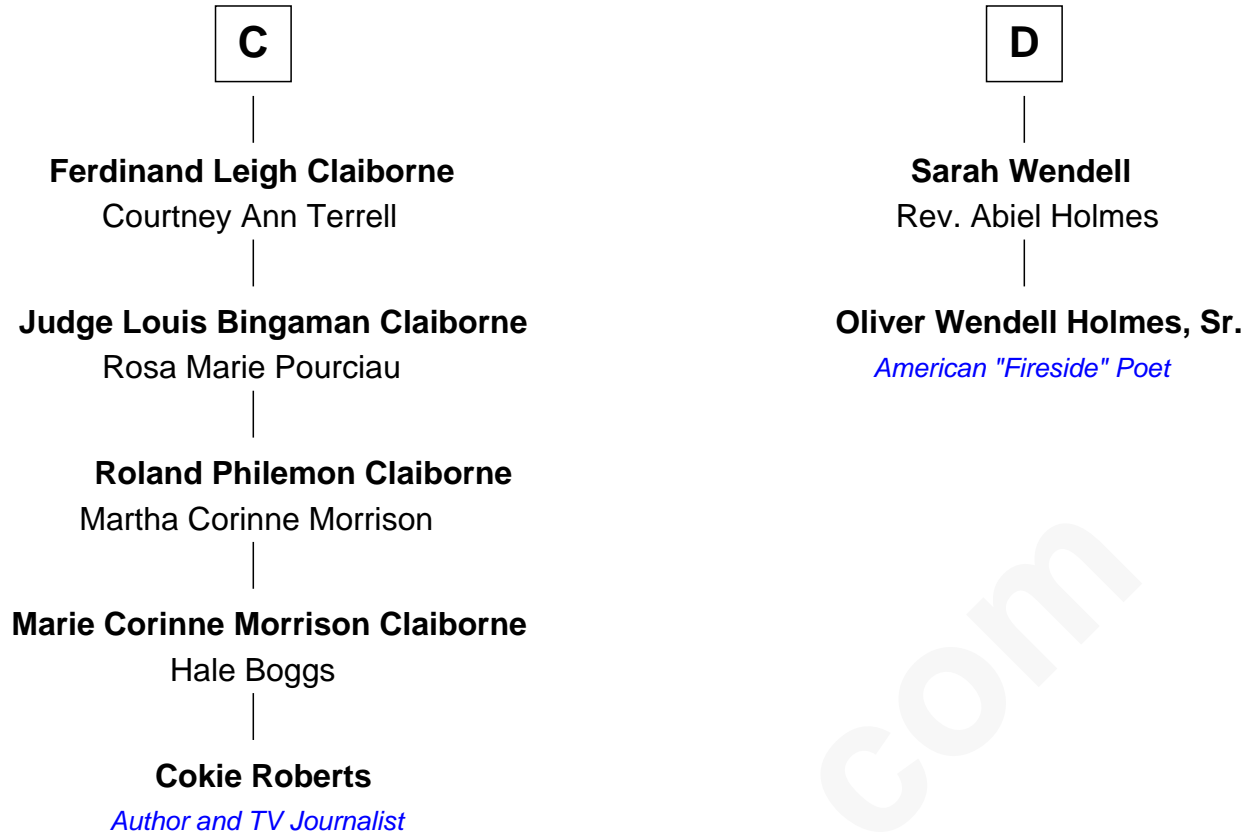 C
Ferdinand Leigh Claiborne
Courtney Ann Terrell
Judge Louis Bingaman Claiborne
Rosa Marie Pourciau
Roland Philemon Claiborne
Martha Corinne Morrison
Marie Corinne Morrison Claiborne
Hale Boggs
Cokie Roberts
Author and TV Journalist
D
Sarah Wendell
Rev. Abiel Holmes
Oliver Wendell Holmes, Sr.
American "Fireside" Poet
com